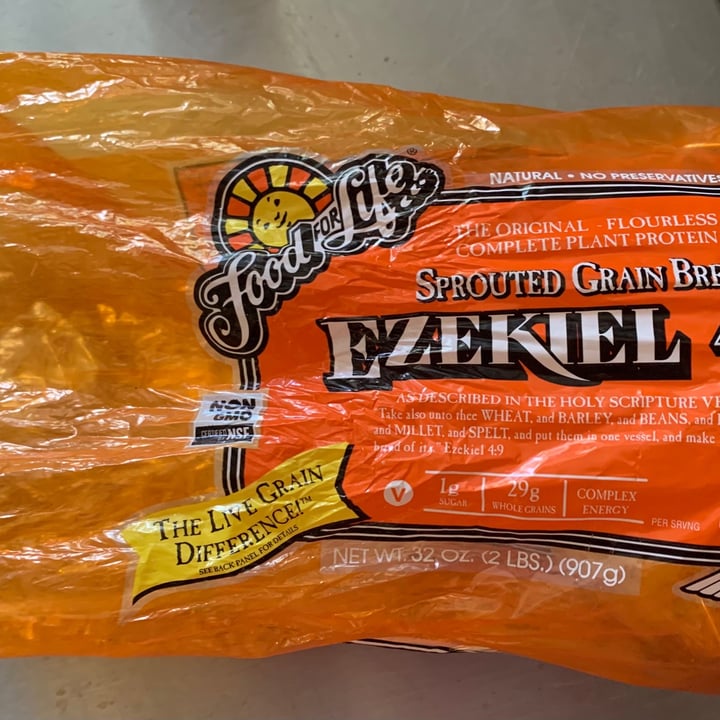 Food FOR Life ®
NATURAL • NO PRESERVATIVES
THE ORIGINAL - FLOURLESS
COMPLETE PLANT PROTEIN
SPROUTED GRAIN BRE
EZEKIEL 4
AS DESCRIBED IN THE HOLY SCRIPTURE VE
Take also unto thee WHEAT, and BARLEY, and BEANS, and
and MILLET, and SPELT, and put them in one vessel, and make
bread of it." Ezekiel 4:9
NON
GMO
CERTIFIED NSF
THE LIVE GRAIN
DIFFERENCE!™
SEE BACK PANEL FOR DETAILS
V
1g
SUGAR
29g
WHOLE GRAINS
COMPLEX
ENERGY
PER SRVNG
NET WT. 32 OZ. (2 LBS.) (907g)